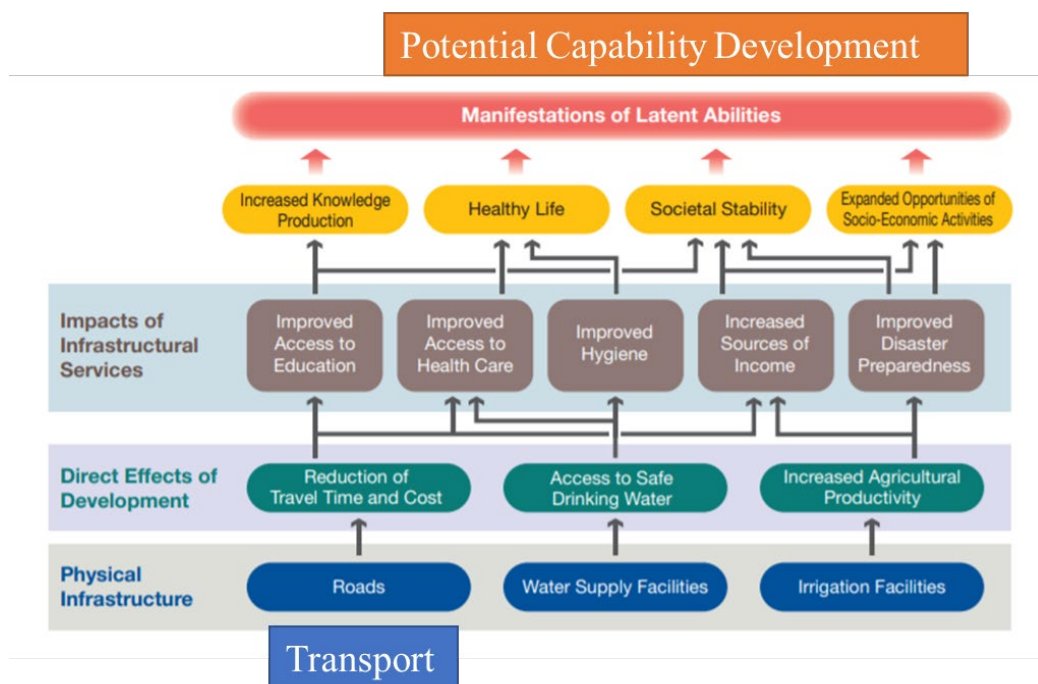 Potential Capability Development
Manifestations of Latent Abilities
Increased Knowledge
Production
Healthy Life
Societal Stability
Expanded Opportunities of
Socio-Economic Activities
Impacts of
Infrastructural
Services
Improved
Access to
Education
Improved
Access to
Health Care
Improved
Hygiene
Increased
Sources of
Income
Improved
Disaster
Preparedness
Direct Effects of
Development
Reduction of
Travel Time and Cost
Access to Safe
Drinking Water
Increased Agricultural
Productivity
Physical
Infrastructure
Roads
Water Supply Facilities
Irrigation Facilities
Transport